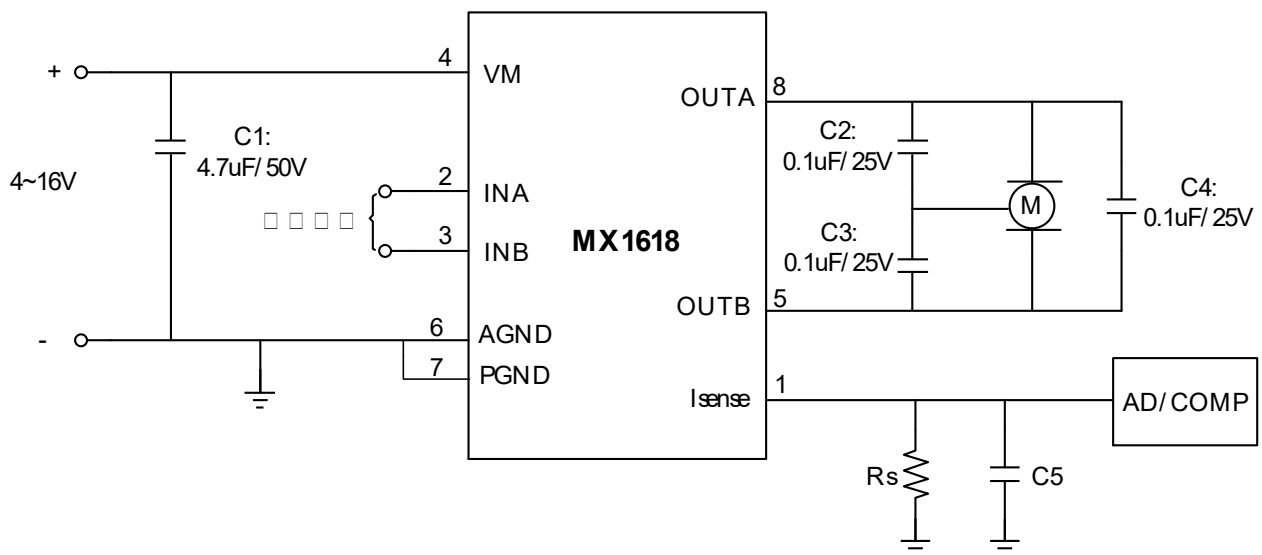 +
4~16V
-
C1:
4.7uF/50V
4
VM
2
INA
3
INB
6
AGND
7
PGND
MX1618
OUTA
8
OUTB
5
Isense
1
C2:
0.1uF/25V
C3:
0.1uF/25V
M
C4:
0.1uF/25V
Rs
C5
AD/COMP